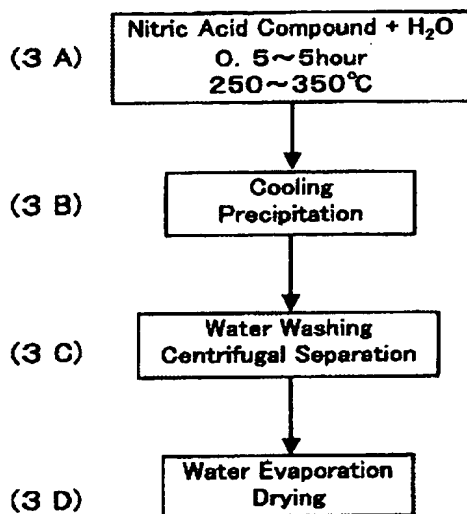 (3 A)
Nitric Acid Compound + H₂O
0. 5~5hour
250~350℃
(3 B)
Cooling
Precipitation
(3 C)
Water Washing
Centrifugal Separation
(3 D)
Water Evaporation
Drying